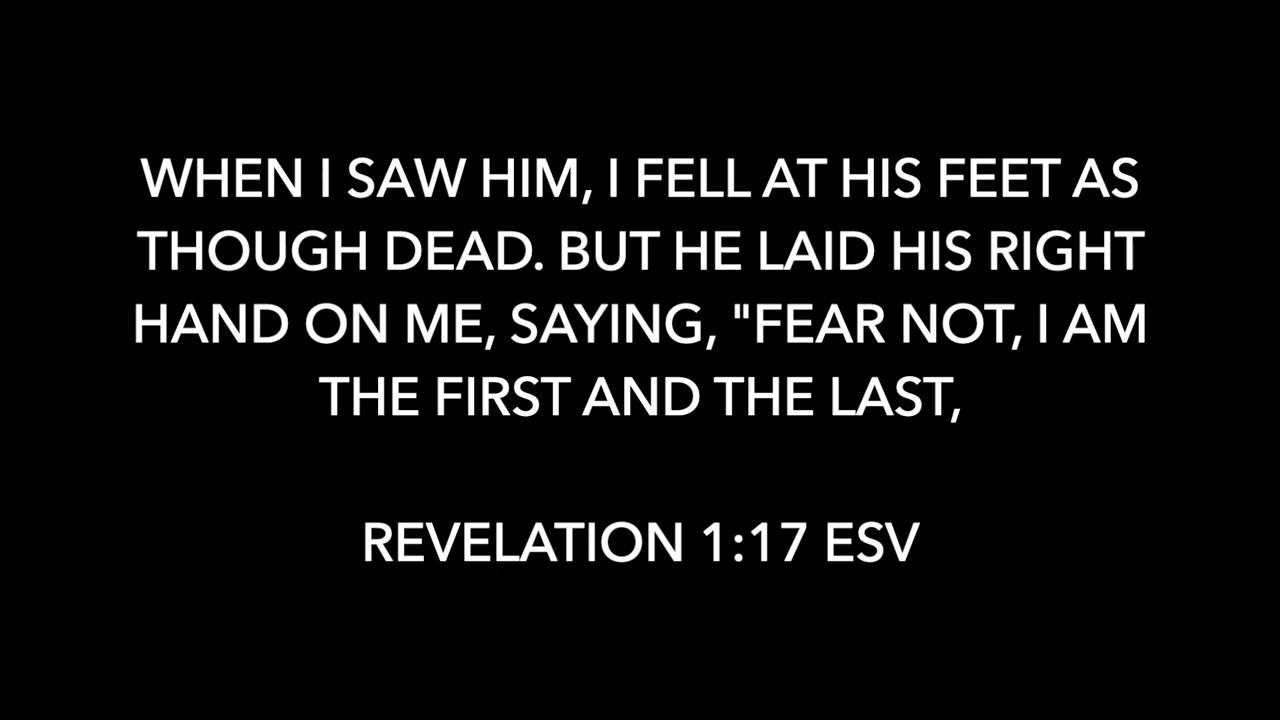 WHEN I SAW HIM, I FELL AT HIS FEET AS
THOUGH DEAD. BUT HE LAID HIS RIGHT
HAND ON ME, SAYING, "FEAR NOT, I AM
THE FIRST AND THE LAST,
REVELATION 1:17 ESV